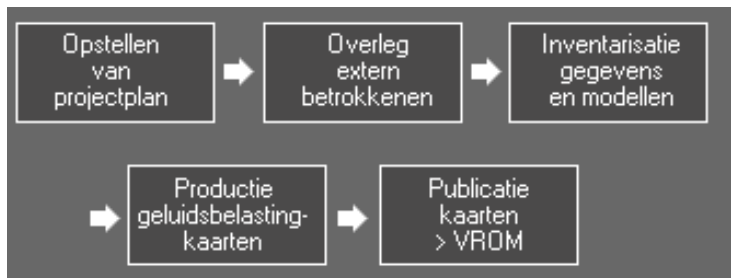 Opstellen
van
projectplan
Overleg
extern
betrokkenen
Inventarisatie
gegevens
en modellen
Productie
geluidsbelasting-
kaarten
Publicatie
kaarten
> VROM